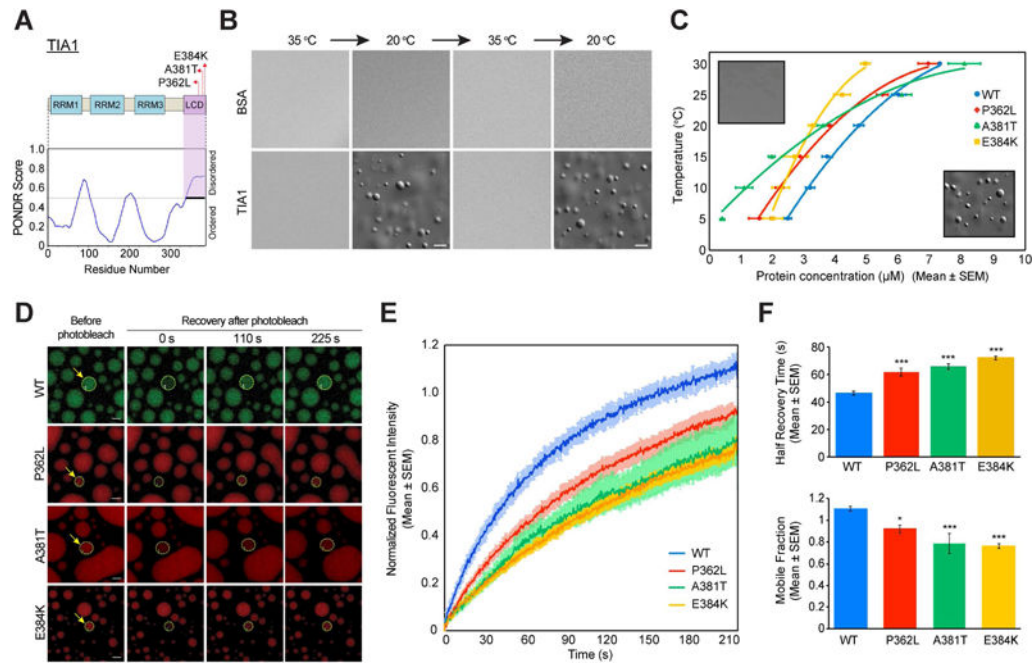 A
TIA1
E384K
A381T
P362L
RRM1 RRM2 RRM3 LCD
PONDR Score
1
0.8
0.6
0.4
0.2
0
Disordered
Ordered
0 100 200 300
Residue Number
B
35 °C 20 °C 35 °C 20 °C
BSA
TIA1
C
Temperature (°C)
35
30
25
20
15
10
5
0
WT
P362L
A381T
E384K
0 1 2 3 4 5 6 7 8 9 10
Protein concentration (μM) (Mean ± SEM)
D
Before photobleach
Recovery after photobleach
0 s 110 s 225 s
WT
P362L
A381T
E384K
E
Normalized Fluorescent Intensity
(Mean ± SEM)
1.2
1.0
0.8
0.6
0.4
0.2
0
WT
P362L
A381T
E384K
0 30 60 90 120 150 180 210
Time (s)
F
Half Recovery Time (s)
(Mean ± SEM)
80
60
40
20
0
*** *** ***
WT P362L A381T E384K
Mobile Fraction
(Mean ± SEM)
1.2
1
0.8
0.6
0.4
0.2
0
* *** ***
WT P362L A381T E384K